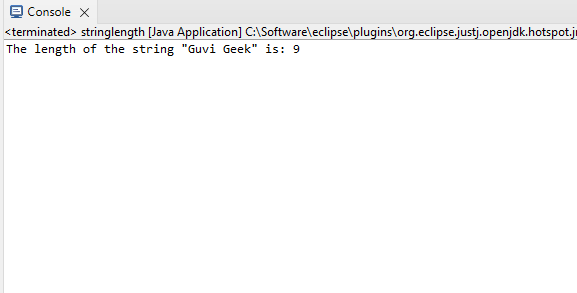 Console
<terminated> stringlength [Java Application] C:\Software\eclipse\plugins\org.eclipse.justj.openjdk.hotspot.j
The length of the string "Guvi Geek" is: 9